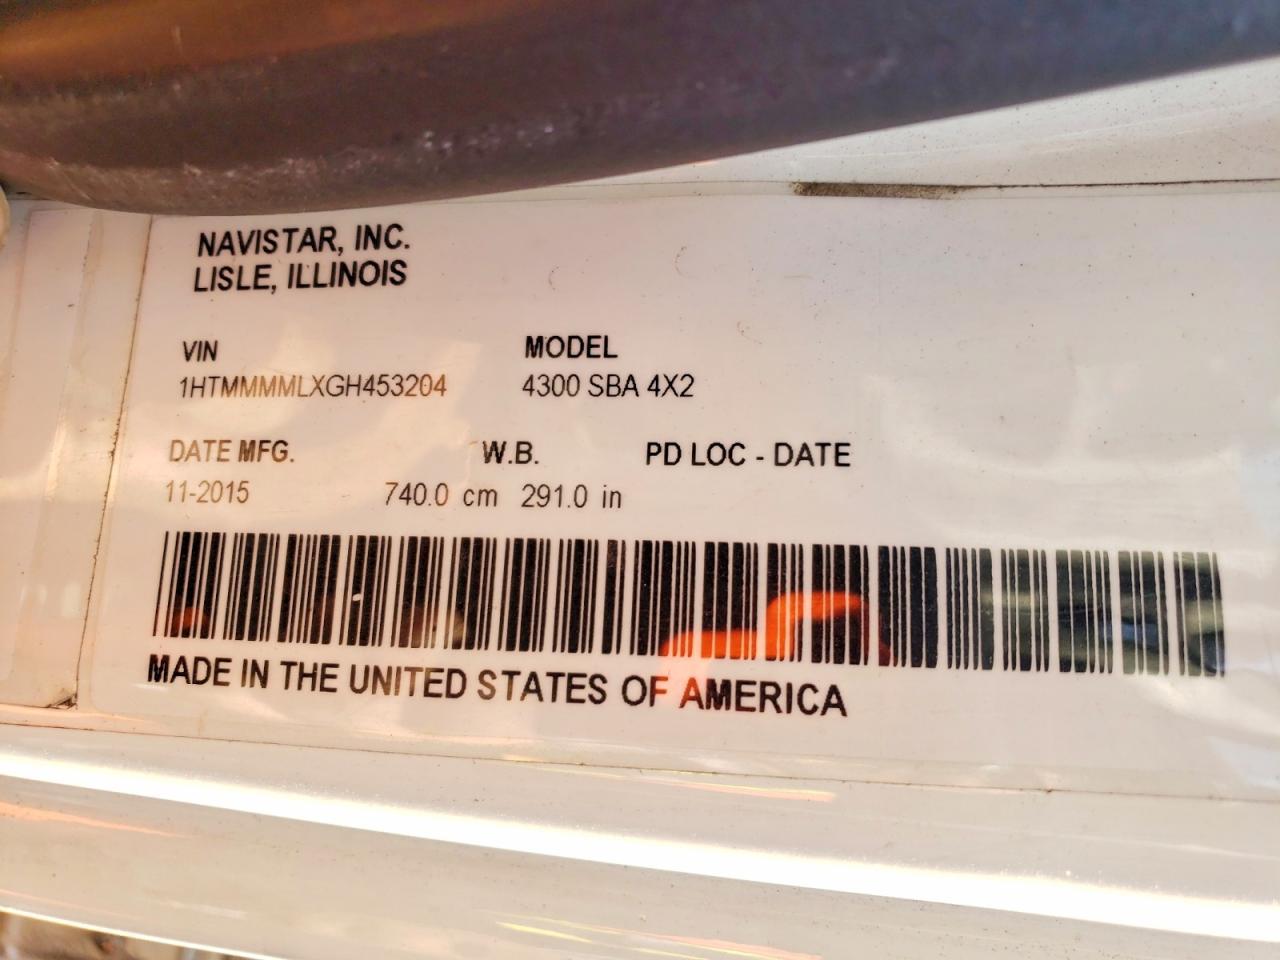 NAVISTAR, INC.
LISLE, ILLINOIS
VIN MODEL
1HTMMMMLXGH453204 4300 SBA 4X2
DATE MFG. W.B. PD LOC - DATE
11-2015 740.0 cm 291.0 in
MADE IN THE UNITED STATES OF AMERICA